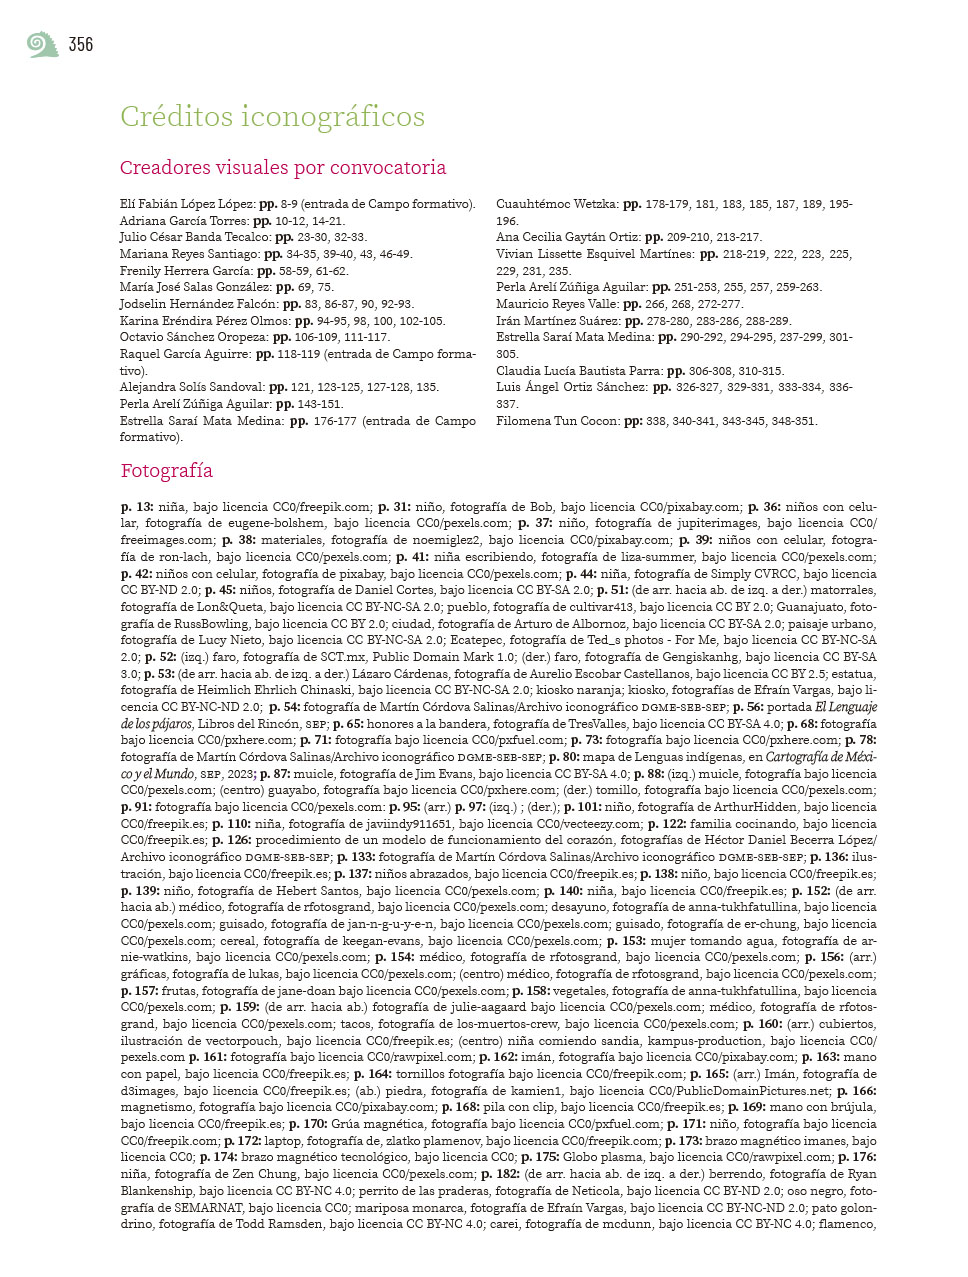 356
Créditos iconográficos
Creadores visuales por convocatoria
Elí Fabián López López: pp. 8-9 (entrada de Campo formativo).
Adriana García Torres: pp. 10-12, 14-21.
Julio César Banda Tecalco: pp. 23-30, 32-33.
Mariana Reyes Santiago: pp. 34-35, 39-40, 43, 46-49.
Frenily Herrera García: pp. 58-59, 61-62.
María José Salas González: pp. 69, 75.
Jodselin Hernández Falcón: pp. 83, 86-87, 90, 92-93.
Karina Eréndira Pérez Olmos: pp. 94-95, 98, 100, 102-105.
Octavio Sánchez Oropeza: pp. 106-109, 111-117.
Raquel García Aguirre: pp. 118-119 (entrada de Campo forma-
tivo).
Alejandra Solís Sandoval: pp. 121, 123-125, 127-128, 135.
Perla Arelí Zúñiga Aguilar: pp. 143-151.
Estrella Saraí Mata Medina: pp. 176-177 (entrada de Campo
formativo).
Cuauhtémoc Wetzka: pp. 178-179, 181, 183, 185, 187, 189, 195-
196.
Ana Cecilia Gaytán Ortiz: pp. 209-210, 213-217.
Vivian Lissette Esquivel Martínes: pp. 218-219, 222, 223, 225,
229, 231, 235.
Perla Arelí Zúñiga Aguilar: pp. 251-253, 255, 257, 259-263.
Mauricio Reyes Valle: pp. 266, 268, 272-277.
Irán Martínez Suárez: pp. 278-280, 283-286, 288-289.
Estrella Saraí Mata Medina: pp. 290-292, 294-295, 237-299, 301-
305.
Claudia Lucía Bautista Parra: pp. 306-308, 310-315.
Luis Ángel Ortiz Sánchez: pp. 326-327, 329-331, 333-334, 336-
337.
Filomena Tun Cocon: pp: 338, 340-341, 343-345, 348-351.
Fotografía
p. 13: niña, bajo licencia CC0/freepik.com; p. 31: niño, fotografía de Bob, bajo licencia CC0/pixabay.com; p. 36: niños con celu-
lar, fotografía de eugene-bolshem, bajo licencia CC0/pexels.com; p. 37: niño, fotografía de jupiterimages, bajo licencia CC0/
freeimages.com; p. 38: materiales, fotografía de noemiglez2, bajo licencia CC0/pixabay.com; p. 39: niños con celular, fotogra-
fía de ron-lach, bajo licencia CC0/pexels.com; p. 41: niña escribiendo, fotografía de liza-summer, bajo licencia CC0/pexels.com;
p. 42: niños con celular, fotografía de pixabay, bajo licencia CC0/pexels.com; p. 44: niña, fotografía de Simply CVRCC, bajo licencia
CC BY-ND 2.0; p. 45: niños, fotografía de Daniel Cortes, bajo licencia CC BY-SA 2.0; p. 51: (de arr. hacia ab. de izq. a der.) matorrales,
fotografía de Lon&Queta, bajo licencia CC BY-NC-SA 2.0; pueblo, fotografía de cultivar413, bajo licencia CC BY 2.0; Guanajuato, foto-
grafía de RussBowling, bajo licencia CC BY 2.0; ciudad, fotografía de Arturo de Albornoz, bajo licencia CC BY-SA 2.0; paisaje urbano,
fotografía de Lucy Nieto, bajo licencia CC BY-NC-SA 2.0; Ecatepec, fotografía de Ted_s photos - For Me, bajo licencia CC BY-NC-SA
2.0; p. 52: (izq.) faro, fotografía de SCT.mx, Public Domain Mark 1.0; (der.) faro, fotografía de Gengiskanhg, bajo licencia CC BY-SA
3.0; p. 53: (de arr. hacia ab. de izq. a der.) Lázaro Cárdenas, fotografía de Aurelio Escobar Castellanos, bajo licencia CC BY 2.5; estatua,
fotografía de Heimlich Ehrlich Chinaski, bajo licencia CC BY-NC-SA 2.0; kiosko naranja; kiosko, fotografías de Efraín Vargas, bajo li-
cencia CC BY-NC-ND 2.0; p. 54: fotografía de Martín Córdova Salinas/Archivo iconográfico DGME-SEB-SEP; p. 56: portada El Lenguaje
de los pájaros, Libros del Rincón, SEP; p. 65: honores a la bandera, fotografía de TresValles, bajo licencia CC BY-SA 4.0; p. 68: fotografía
bajo licencia CC0/pxhere.com; p. 71: fotografía bajo licencia CC0/pxfuel.com; p. 73: fotografía bajo licencia CC0/pxhere.com; p. 78:
fotografía de Martín Córdova Salinas/Archivo iconográfico DGME-SEB-SEP; p. 80: mapa de Lenguas indígenas, en Cartografía de Méxi-
co y el Mundo, SEP, 2023; p. 87: muicle, fotografía de Jim Evans, bajo licencia CC BY-SA 4.0; p. 88: (izq.) muicle, fotografía bajo licencia
CC0/pexels.com; (centro) guayabo, fotografía bajo licencia CC0/pxhere.com; (der.) tomillo, fotografía bajo licencia CC0/pexels.com;
p. 91: fotografía bajo licencia CC0/pexels.com: p. 95: (arr.) p. 97: (izq.) ; (der.); p. 101: niño, fotografía de ArthurHidden, bajo licencia
CC0/freepik.es; p. 110: niña, fotografía de javiindy911651, bajo licencia CC0/vecteezy.com; p. 122: familia cocinando, bajo licencia
CC0/freepik.es; p. 126: procedimiento de un modelo de funcionamiento del corazón, fotografías de Héctor Daniel Becerra López/
Archivo iconográfico DGME-SEB-SEP; p. 133: fotografía de Martín Córdova Salinas/Archivo iconográfico DGME-SEB-SEP; p. 136: ilus-
tración, bajo licencia CC0/freepik.es; p. 137: niños abrazados, bajo licencia CC0/freepik.es; p. 138: niño, bajo licencia CC0/freepik.es;
p. 139: niño, fotografía de Hebert Santos, bajo licencia CC0/pexels.com; p. 140: niña, bajo licencia CC0/freepik.es; p. 152: (de arr.
hacia ab.) médico, fotografía de rfotosgrand, bajo licencia CC0/pexels.com; desayuno, fotografía de anna-tukhfatullina, bajo licencia
CC0/pexels.com; guisado, fotografía de jan-n-g-u-y-e-n, bajo licencia CC0/pexels.com; guisado, fotografía de er-chung, bajo licencia
CC0/pexels.com; cereal, fotografía de keegan-evans, bajo licencia CC0/pexels.com; p. 153: mujer tomando agua, fotografía de ar-
nie-watkins, bajo licencia CC0/pexels.com; p. 154: médico, fotografía de rfotosgrand, bajo licencia CC0/pexels.com; p. 156: (arr.)
gráficas, fotografía de lukas, bajo licencia CC0/pexels.com; (centro) médico, fotografía de rfotosgrand, bajo licencia CC0/pexels.com;
p. 157: frutas, fotografía de jane-doan bajo licencia CC0/pexels.com; p. 158: vegetales, fotografía de anna-tukhfatullina, bajo licencia
CC0/pexels.com; p. 159: (de arr. hacia ab.) fotografía de julie-aagaard bajo licencia CC0/pexels.com; médico, fotografía de rfotos-
grand, bajo licencia CC0/pexels.com; tacos, fotografía de los-muertos-crew, bajo licencia CC0/pexels.com; p. 160: (arr.) cubiertos,
ilustración de vectorpouch, bajo licencia CC0/freepik.es; (centro) niña comiendo sandia, kampus-production, bajo licencia CC0/
pexels.com p. 161: fotografía bajo licencia CC0/rawpixel.com; p. 162: imán, fotografía bajo licencia CC0/pixabay.com; p. 163: mano
con papel, bajo licencia CC0/freepik.es; p. 164: tornillos fotografía bajo licencia CC0/freepik.com; p. 165: (arr.) Imán, fotografía de
d3images, bajo licencia CC0/freepik.es; (ab.) piedra, fotografía de kamien1, bajo licencia CC0/PublicDomainPictures.net; p. 166:
magnetismo, fotografía bajo licencia CC0/pixabay.com; p. 168: pila con clip, bajo licencia CC0/freepik.es; p. 169: mano con brújula,
bajo licencia CC0/freepik.es; p. 170: Grúa magnética, fotografía bajo licencia CC0/pxfuel.com; p. 171: niño, fotografía bajo licencia
CC0/freepik.com; p. 172: laptop, fotografía de, zlatko plamenov, bajo licencia CC0/freepik.com; p. 173: brazo magnético imanes, bajo
licencia CC0; p. 174: brazo magnético tecnológico, bajo licencia CC0; p. 175: Globo plasma, bajo licencia CC0/rawpixel.com; p. 176:
niña, fotografía de Zen Chung, bajo licencia CC0/pexels.com; p. 182: (de arr. hacia ab. de izq. a der.) berrendo, fotografía de Ryan
Blankenship, bajo licencia CC BY-NC 4.0; perrito de las praderas, fotografía de Neticola, bajo licencia CC BY-ND 2.0; oso negro, foto-
grafía de SEMARNAT, bajo licencia CC0; mariposa monarca, fotografía de Efraín Vargas, bajo licencia CC BY-NC-ND 2.0; pato golon-
drino, fotografía de Todd Ramsden, bajo licencia CC BY-NC 4.0; carei, fotografía de mcdunn, bajo licencia CC BY-NC 4.0; flamenco,